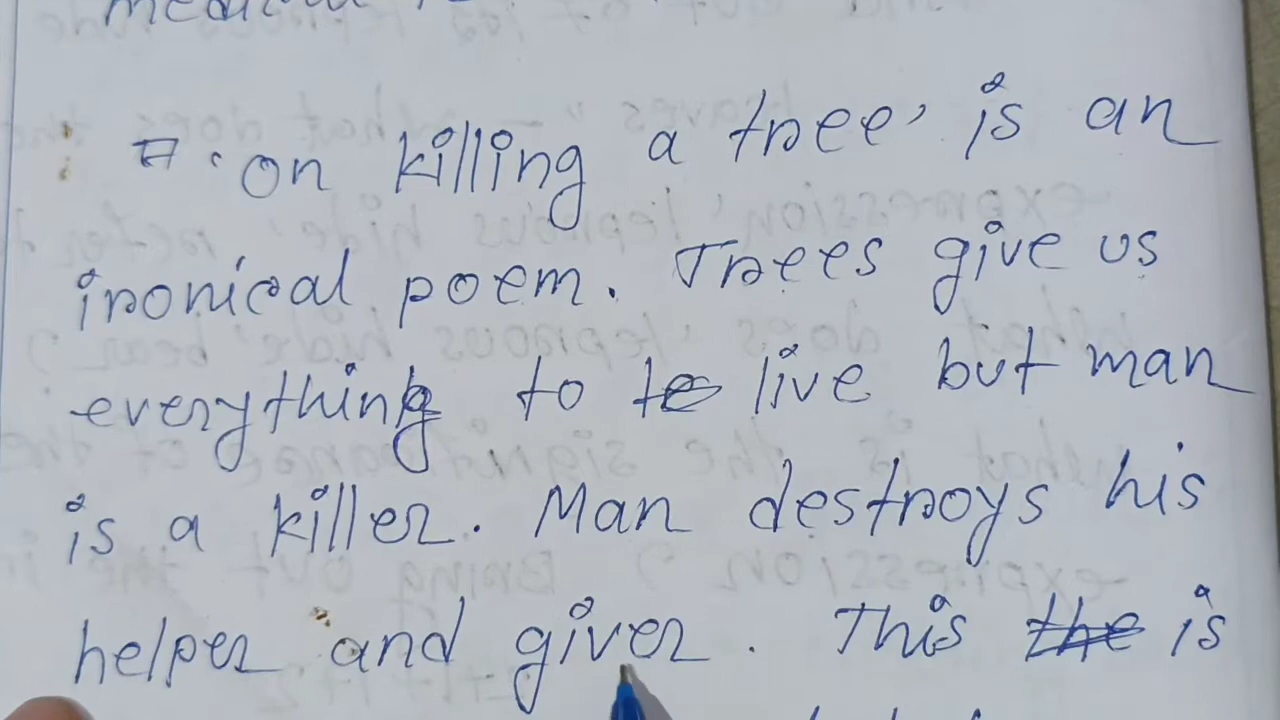 'On killing a tree' is an
ironical poem. Trees give us
everything to live but man
is a killer. Man destroys his
helper and giver. This is